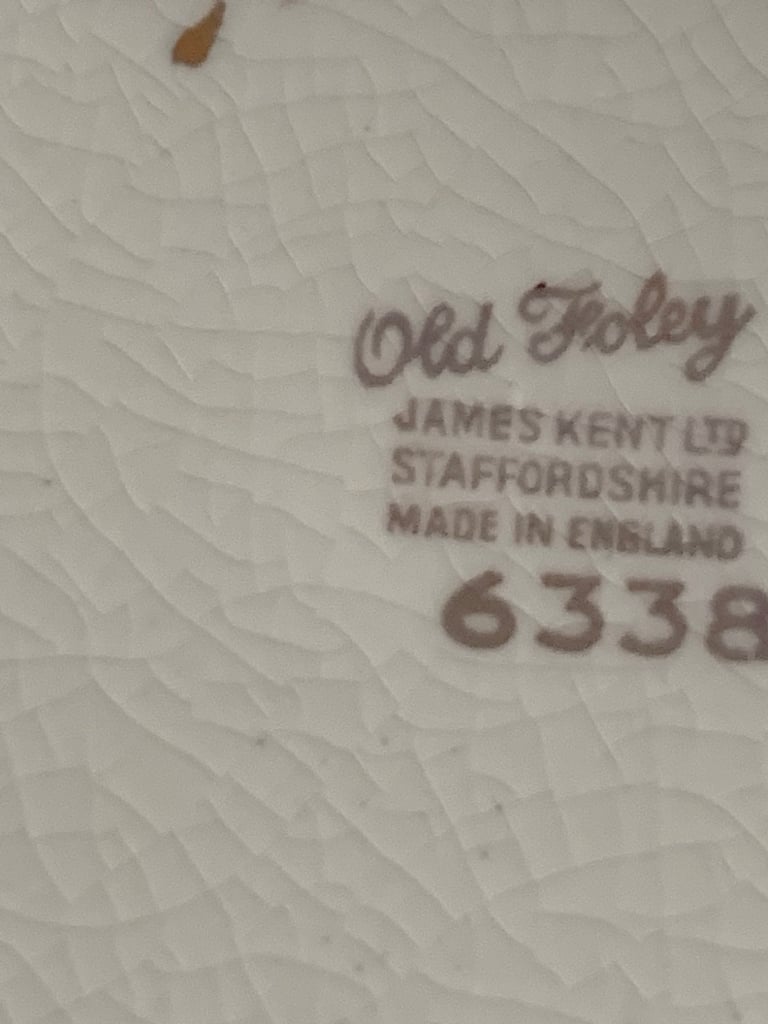 Old Foley
JAMES KENT LTD
STAFFORDSHIRE
MADE IN ENGLAND
6338